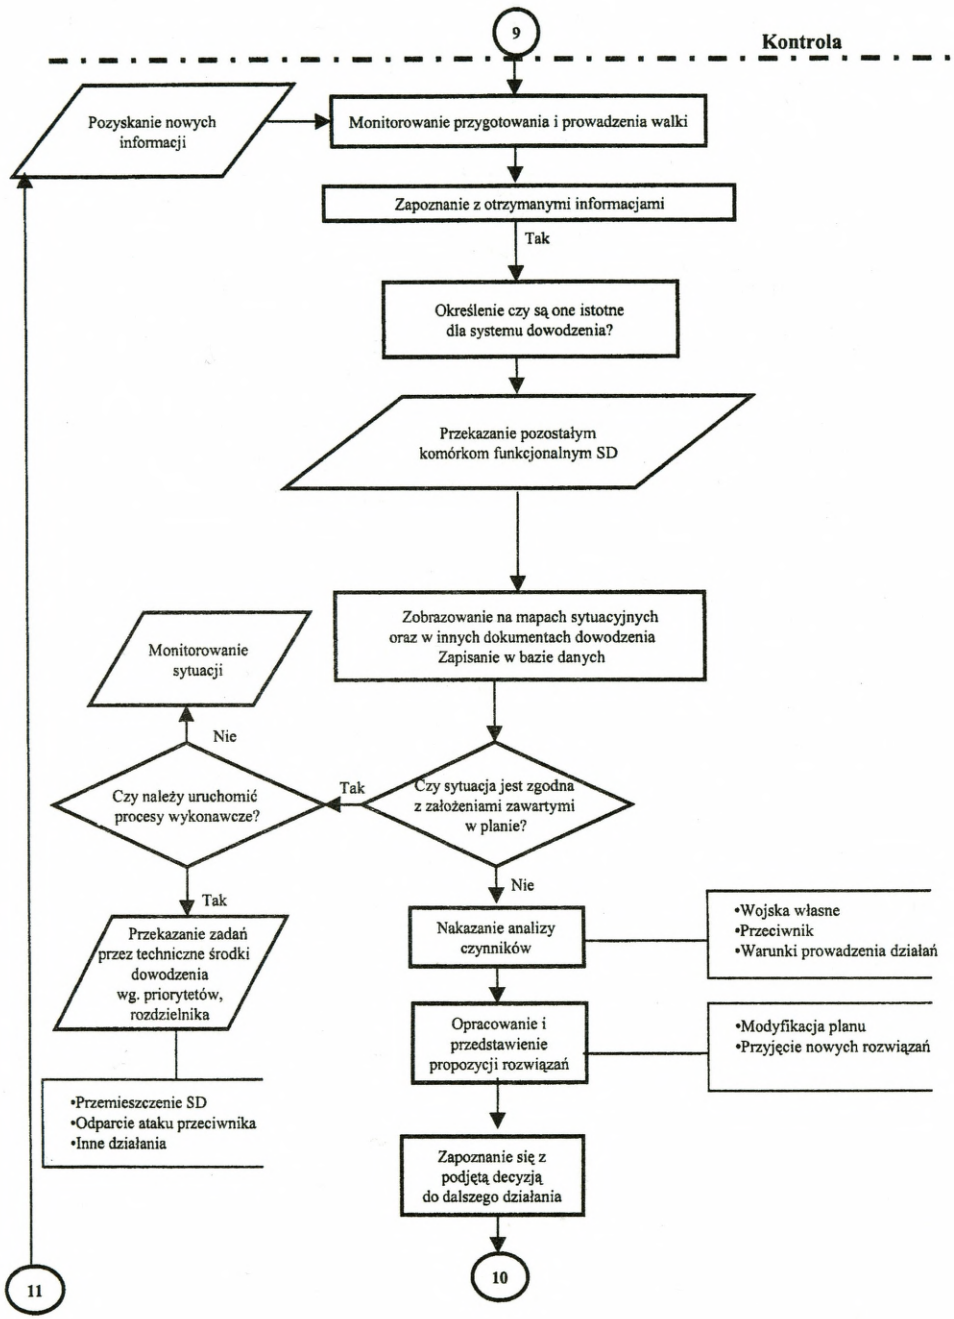 9
Kontrola
Pozyskanie nowych
informacji
Monitorowanie przygotowania i prowadzenia walki
Zapoznanie z otrzymanymi informacjami
Tak
Określenie czy są one istotne
dla systemu dowodzenia?
Przekazanie pozostałym
komórkom funkcjonalnym SD
Zobrazowanie na mapach sytuacyjnych
oraz w innych dokumentach dowodzenia
Zapisanie w bazie danych
Monitorowanie
sytuacji
Nie
Czy należy uruchomić
procesy wykonawcze?
Tak
Czy sytuacja jest zgodna
z założeniami zawartymi
w planie?
Tak
Nie
Przekazanie zadań
przez techniczne środki
dowodzenia
wg. priorytetów,
rozdzielnika
Nakazanie analizy
czynników
•Wojska własne
•Przeciwnik
•Warunki prowadzenia działań
Opracowanie i
przedstawienie
propozycji rozwiązań
•Modyfikacja planu
•Przyjęcie nowych rozwiązań
•Przemieszczenie SD
•Odparcie ataku przeciwnika
•Inne działania
Zapoznanie się z
podjętą decyzją
do dalszego działania
11
10